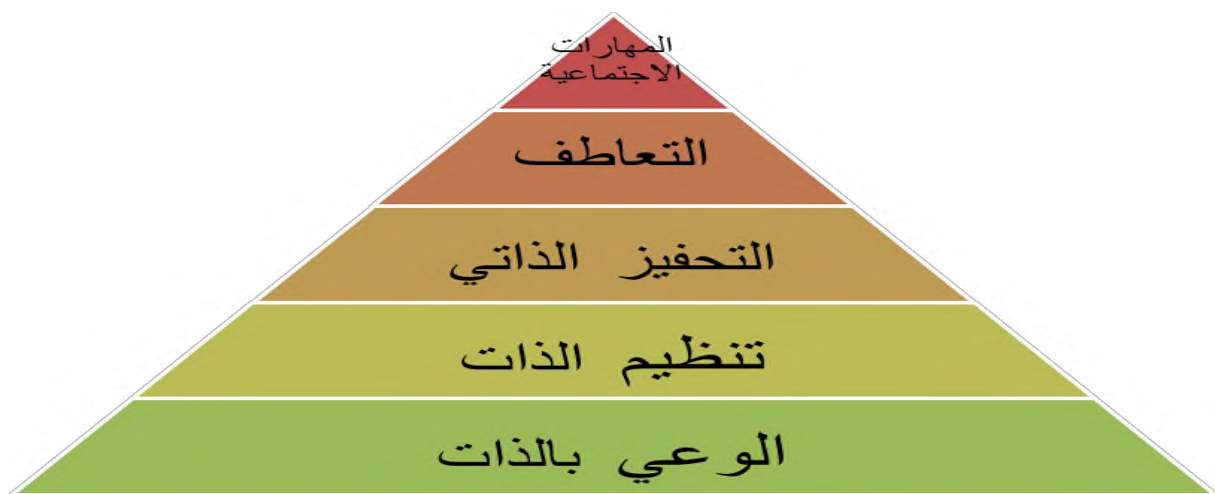 المهارات
الاجتماعية
التعاطف
التحفيز الذاتي
تنظيم الذات
الوعي بالذات